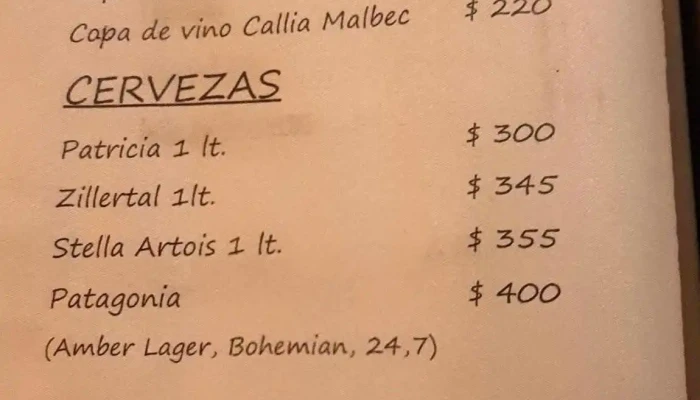 Copa de vino Callia Malbec $ 220
CERVEZAS
Patricia 1 lt. $ 300
Zillertal 1lt. $ 345
Stella Artois 1 lt. $ 355
Patagonia $ 400
(Amber Lager, Bohemian, 24,7)